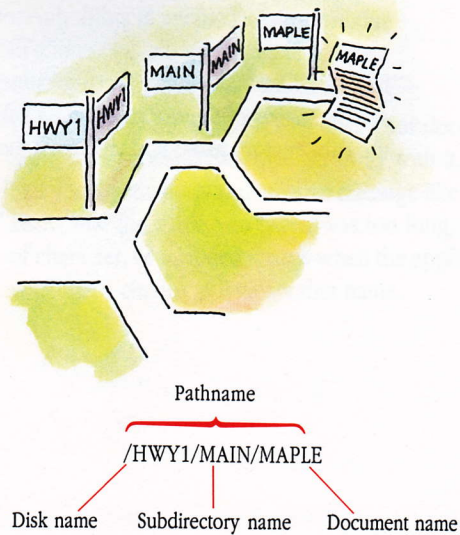 MAPLE
MAPLE
MAIN MAIN
HWY1 HWY1
Pathname
/HWY1/MAIN/MAPLE
Disk name Subdirectory name Document name